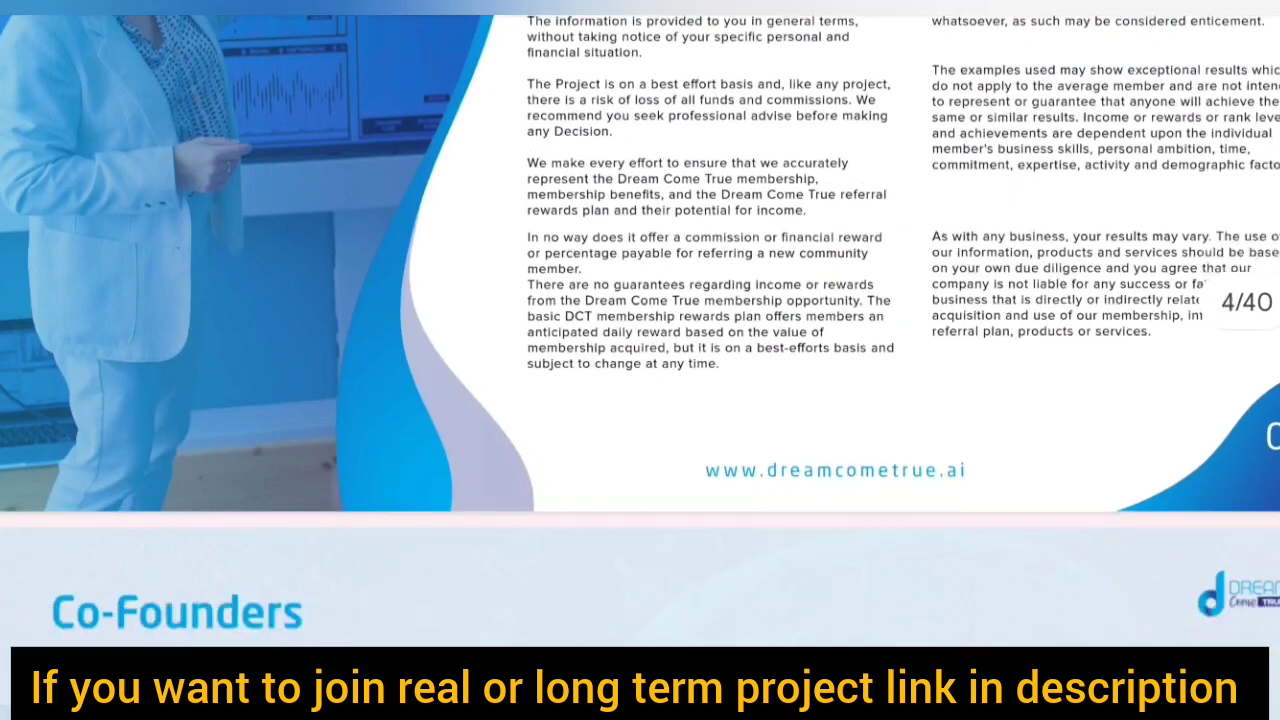 The information is provided to you in general terms,
without taking notice of your specific personal and
financial situation.
The Project is on a best effort basis and, like any project,
there is a risk of loss of all funds and commissions. We
recommend you seek professional advise before making
any Decision.
We make every effort to ensure that we accurately
represent the Dream Come True membership,
membership benefits, and the Dream Come True referral
rewards plan and their potential for income.
In no way does it offer a commission or financial reward
or percentage payable for referring a new community
member.
There are no guarantees regarding income or rewards
from the Dream Come True membership opportunity. The
basic DCT membership rewards plan offers members an
anticipated daily reward based on the value of
membership acquired, but it is on a best-efforts basis and
subject to change at any time.
whatsoever, as such may be considered enticement.
The examples used may show exceptional results
do not apply to the average member and are not
to represent or guarantee that anyone will achieve the
same or similar results. Income or rewards or rank
and achievements are dependent upon the individual
member's business skills, personal ambition, time,
commitment, expertise, activity and demographic
As with any business, your results may vary. The use
our information, products and services should be
on your own due diligence and you agree that our
company is not liable for any success or
business that is directly or indirectly
acquisition and use of our membership,
referral plan, products or services.
4/40
www.dreamcometrue.ai
Co-Founders
Come
If you want to join real or long term project link in description